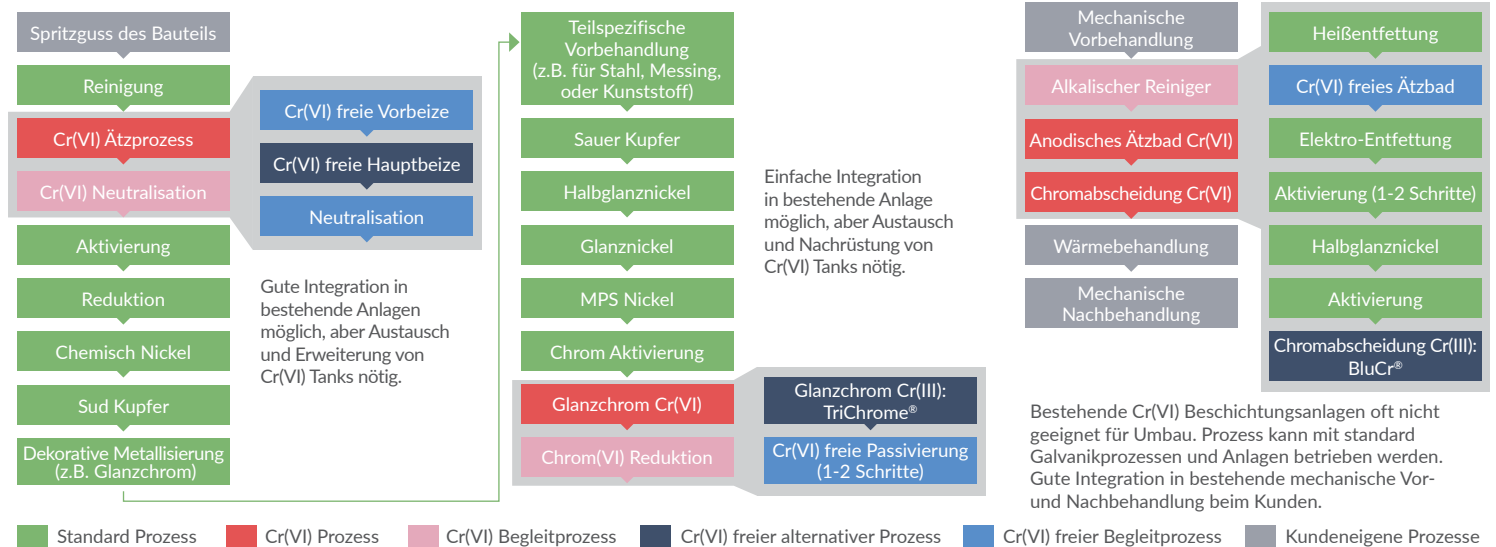 Spritzguss des Bauteils
Reinigung
Cr(VI) Ätzprozess
Cr(VI) Neutralisation
Aktivierung
Reduktion
Chemisch Nickel
Sud Kupfer
Dekorative Metallisierung
(z.B. Glanzchrom)
Cr(VI) freie Vorbeize
Cr(VI) freie Hauptbeize
Neutralisation
Gute Integration in
bestehende Anlagen
möglich, aber Austausch
und Erweiterung von
Cr(VI) Tanks nötig.
Teilspezifische
Vorbehandlung
(z.B. für Stahl, Messing,
oder Kunststoff)
Sauer Kupfer
Halbglanznickel
Glanznickel
MPS Nickel
Chrom Aktivierung
Glanzchrom Cr(VI)
Chrom(VI) Reduktion
Einfache Integration
in bestehende Anlage
möglich, aber Austausch
und Nachrüstung von
Cr(VI) Tanks nötig.
Glanzchrom Cr(III):
TriChrome®
Cr(VI) freie Passivierung
(1-2 Schritte)
Mechanische
Vorbehandlung
Alkalischer Reiniger
Anodisches Ätzbad Cr(VI)
Chromabscheidung Cr(VI)
Wärmebehandlung
Mechanische
Nachbehandlung
Heißentfettung
Cr(VI) freies Ätzbad
Elektro-Entfettung
Aktivierung (1-2 Schritte)
Halbglanznickel
Aktivierung
Chromabscheidung Cr(III):
BluCr®
Bestehende Cr(VI) Beschichtungsanlagen oft nicht
geeignet für Umbau. Prozess kann mit standard
Galvanikprozessen und Anlagen betrieben werden.
Gute Integration in bestehende mechanische Vor-
und Nachbehandlung beim Kunden.
Standard Prozess
Cr(VI) Prozess
Cr(VI) Begleitprozess
Cr(VI) freier alternativer Prozess
Cr(VI) freier Begleitprozess
Kundeneigene Prozesse